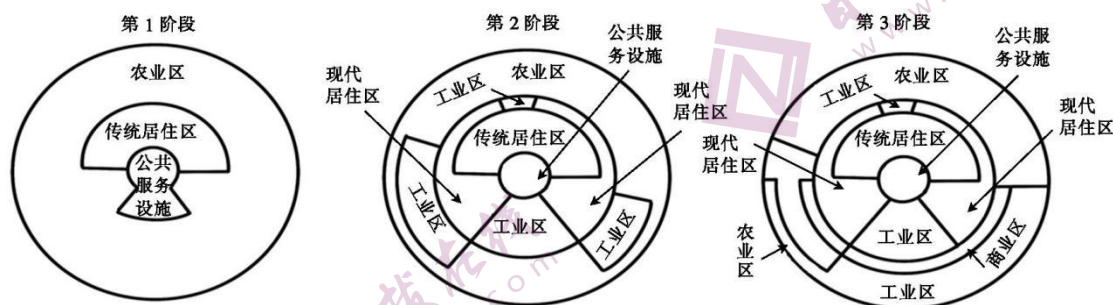 第1阶段
农业区
传统居住区
公共
服务
设施
第2阶段
公共服
务设施
现代
居住区
工业区
农业区
现代
居住区
传统居住区
工业区
工业区
工业区
第3阶段
公共服
务设施
工业区
农业区
现代
居住区
现代
居住区
传统居住区
工业区
农
业
区
商业区
工业区